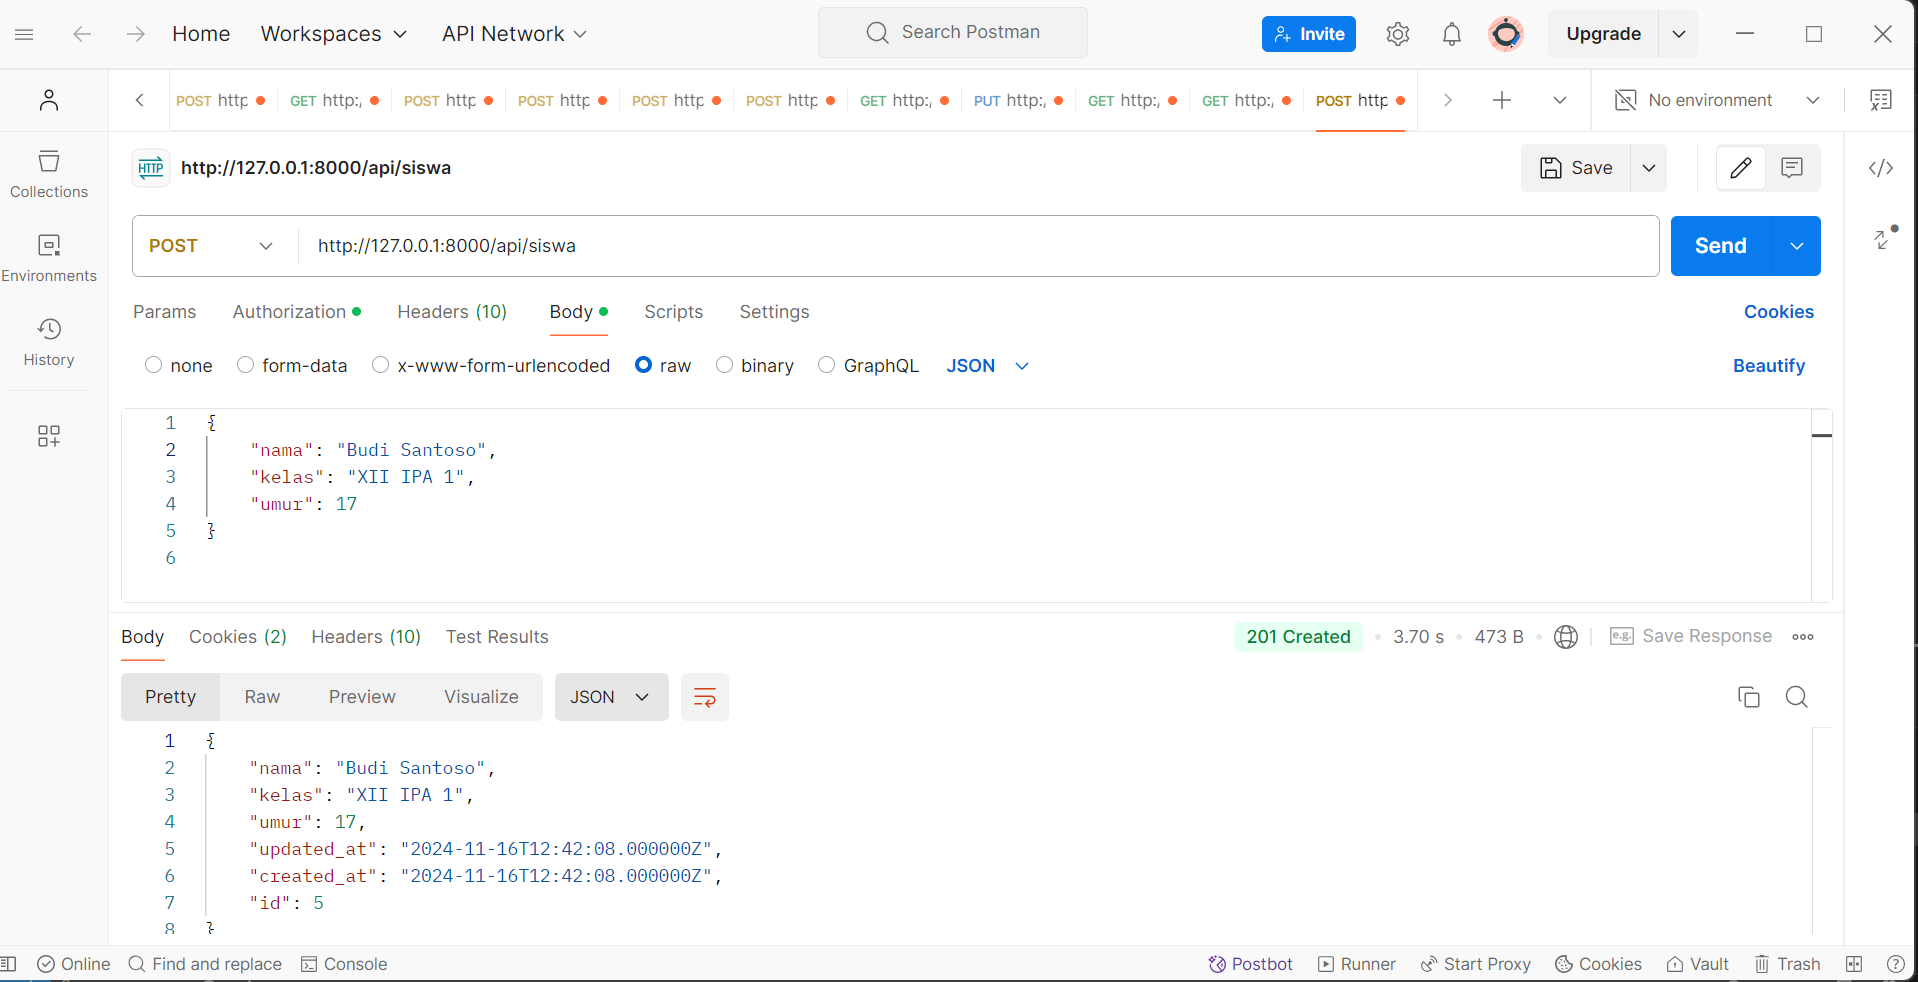 Home Workspaces API Network Search Postman Invite Upgrade
POST http GET http:/ POST http POST http POST http POST http GET http:/ PUT http:/ GET http:/ GET http:/ POST http No environment
HTTP http://127.0.0.1:8000/api/siswa Save
Collections
POST http://127.0.0.1:8000/api/siswa Send
Environments
Params Authorization Headers (10) Body Scripts Settings Cookies
History
none form-data x-www-form-urlencoded raw binary GraphQL JSON Beautify
1 {
2 "nama": "Budi Santoso",
3 "kelas": "XII IPA 1",
4 "umur": 17
5 }
6
Body Cookies (2) Headers (10) Test Results 201 Created 3.70 s 473 B e.g. Save Response
Pretty Raw Preview Visualize JSON
1 {
2 "nama": "Budi Santoso",
3 "kelas": "XII IPA 1",
4 "umur": 17,
5 "updated_at": "2024-11-16T12:42:08.000000Z",
6 "created_at": "2024-11-16T12:42:08.000000Z",
7 "id": 5
8 }
Online Find and replace Console Postbot Runner Start Proxy Cookies Vault Trash